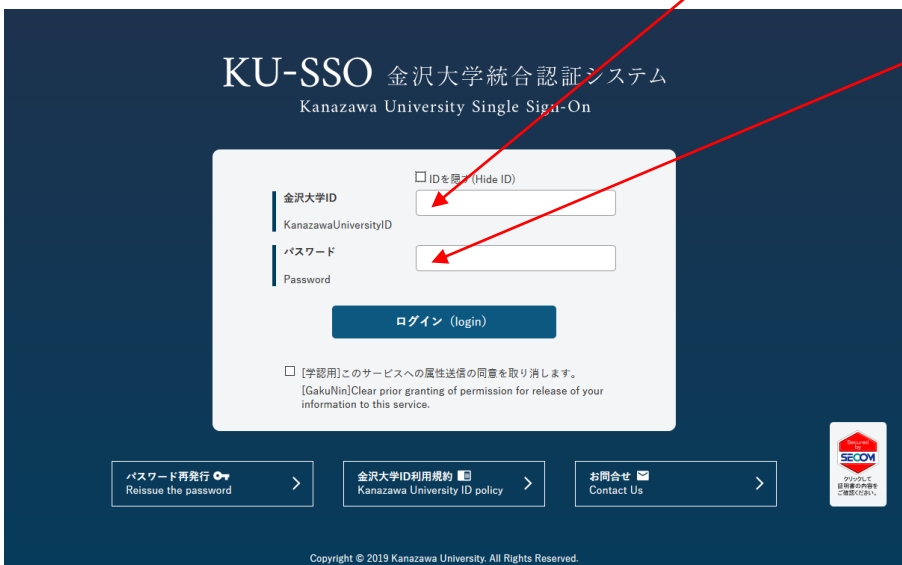 KU-SSO 金沢大学統合認証システム
Kanazawa University Single Sign-On
IDを隠す(Hide ID)
金沢大学ID
KanazawaUniversityID
パスワード
Password
ログイン (login)
[学認用]このサービスへの属性送信の同意を取り消します。
[GakuNin]Clear prior granting of permission for release of your
information to this service.
パスワード再発行
Reissue the password
金沢大学ID利用規約
Kanazawa University ID policy
お問合せ
Contact Us
Secured
by
SECOM
クリックして
証明書の内容を
ご確認ください。
Copyright © 2019 Kanazawa University. All Rights Reserved.